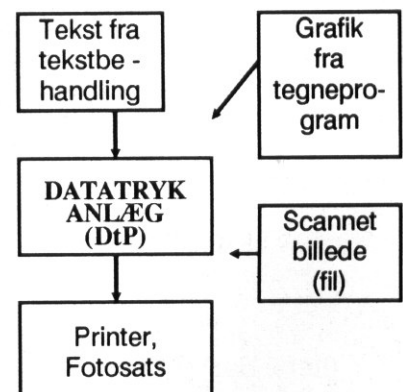 Tekst fra
tekstbe -
handling
Grafik
fra
tegnepro-
gram
DATATRYK
ANLÆG
(DtP)
Scannet
billede
(fil)
Printer,
Fotosats